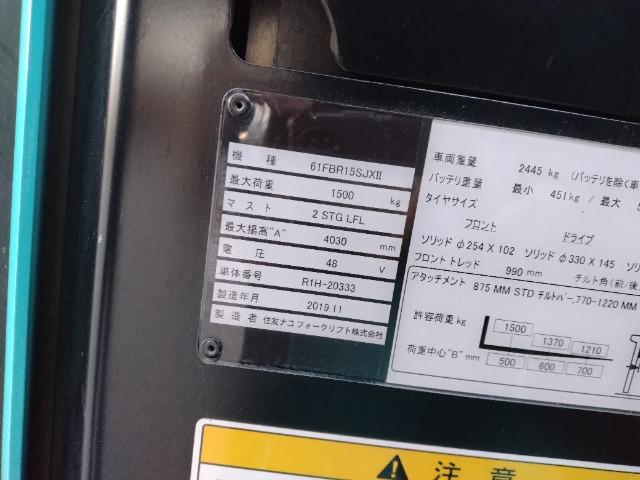 機 種 61FBR15SJXII
最大荷重 1500 kg
マスト 2 STG LFL
最大揚高"A" 4030 mm
電圧 48 V
車体番号 R1H-20333
製造年月 2019.11
製造者 住友ナコ フォークリフト株式会社
車両重量 2445 kg (バッテリを除く車
バッテリ重量 最小 451kg / 最大
タイヤサイズ
フロント ドライブ
ソリッド φ254 X 102 ソリッド φ330 X 145 ソリ
フロントトレッド 990 mm チルト角(前/後
アタッチメント 875 MM STD チルトバー,770-1220 MM
許容荷重 kg 1500 1370 1210
荷重中心"B" mm 500 600 700
注意